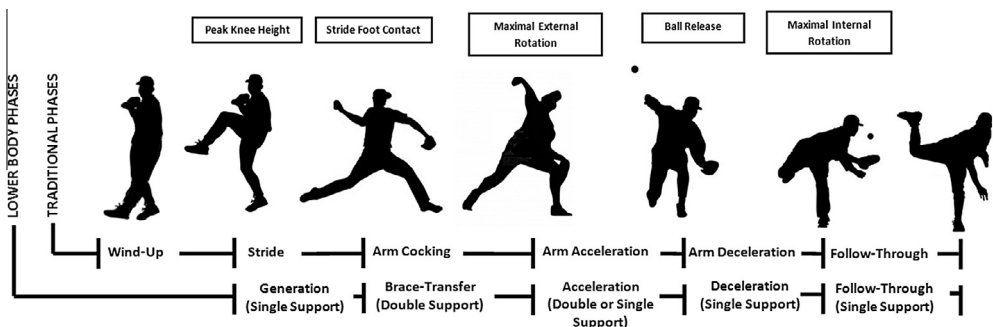 Peak Knee Height
Stride Foot Contact
Maximal External
Rotation
Ball Release
Maximal Internal
Rotation
LOWER BODY PHASES
TRADITIONAL PHASES
Wind-Up
Stride
Arm Cocking
Arm Acceleration
Arm Deceleration
Follow-Through
Generation
(Single Support)
Brace-Transfer
(Double Support)
Acceleration
(Double or Single
Support)
Deceleration
(Single Support)
Follow-Through
(Single Support)